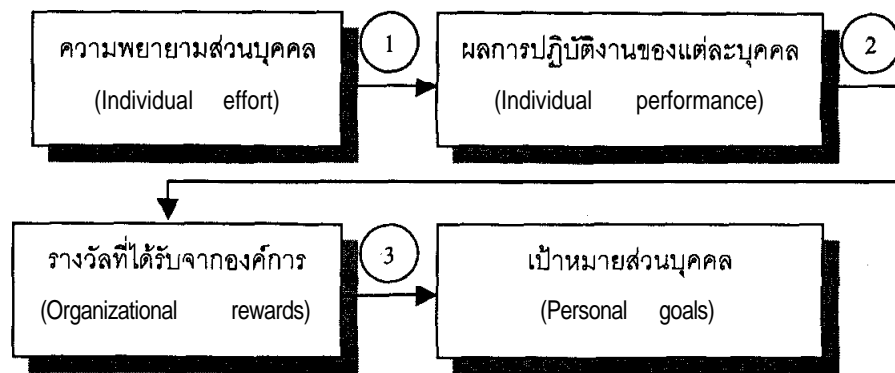 ความพยายามส่วนบุคคล
(Individual effort)
1
ผลการปฏิบัติงานของแต่ละบุคคล
(Individual performance)
2
รางวัลที่ได้รับจากองค์การ
(Organizational rewards)
3
เป้าหมายส่วนบุคคล
(Personal goals)